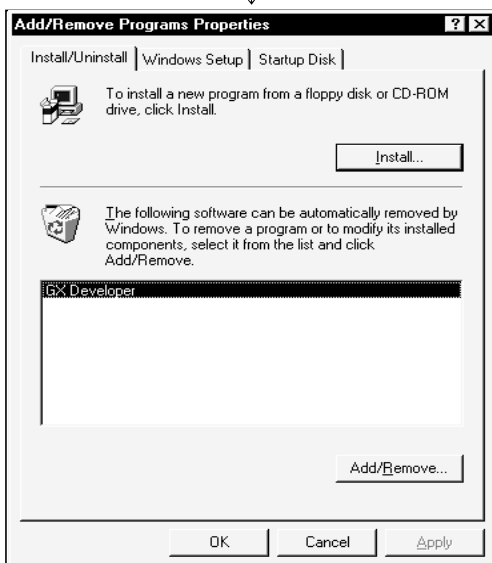 Add/Remove Programs Properties
Install/Uninstall Windows Setup Startup Disk
To install a new program from a floppy disk or CD-ROM
drive, click Install.
Install...
The following software can be automatically removed by
Windows. To remove a program or to modify its installed
components, select it from the list and click
Add/Remove.
GX Developer
Add/Remove...
OK Cancel Apply